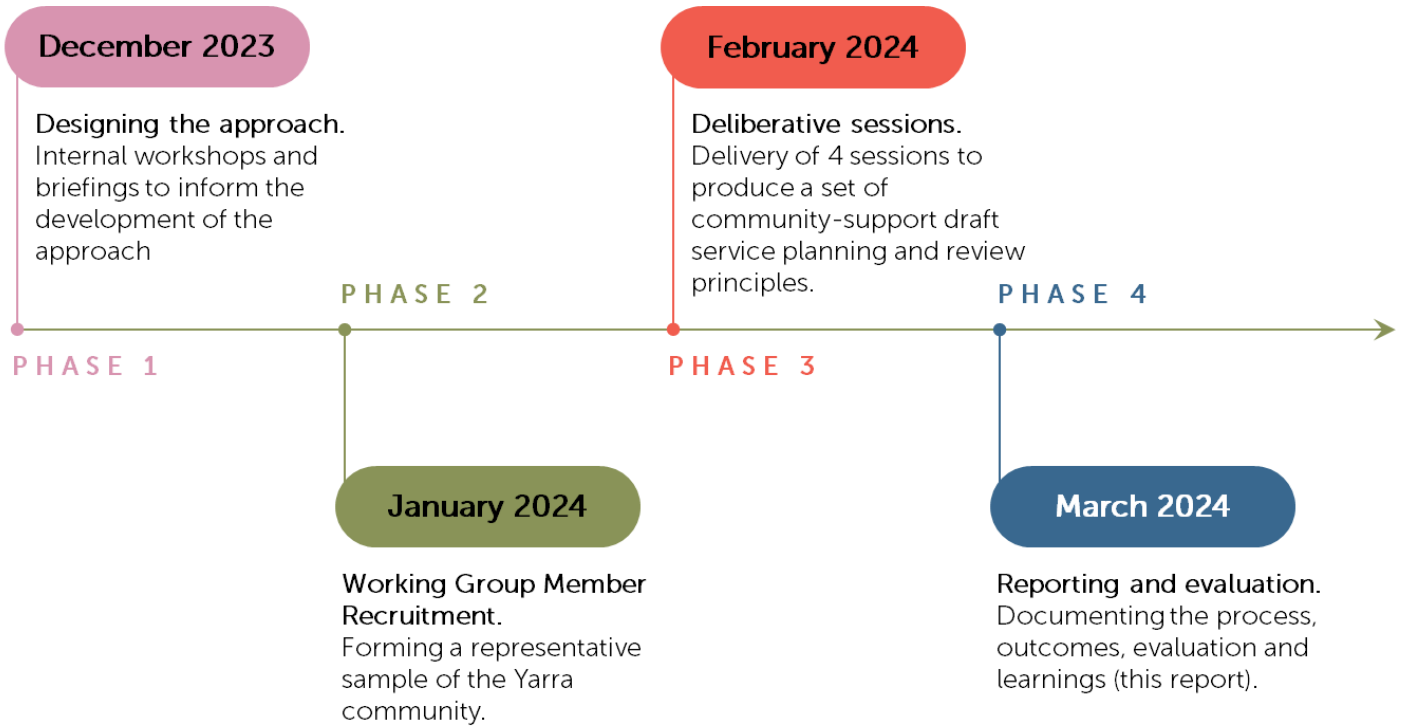 December 2023
Designing the approach.
Internal workshops and
briefings to inform the
development of the
approach
PHASE 1
PHASE 2
January 2024
Working Group Member
Recruitment.
Forming a representative
sample of the Yarra
community.
February 2024
Deliberative sessions.
Delivery of 4 sessions to
produce a set of
community-support draft
service planning and review
principles.
PHASE 3
PHASE 4
March 2024
Reporting and evaluation.
Documenting the process,
outcomes, evaluation and
learnings (this report).